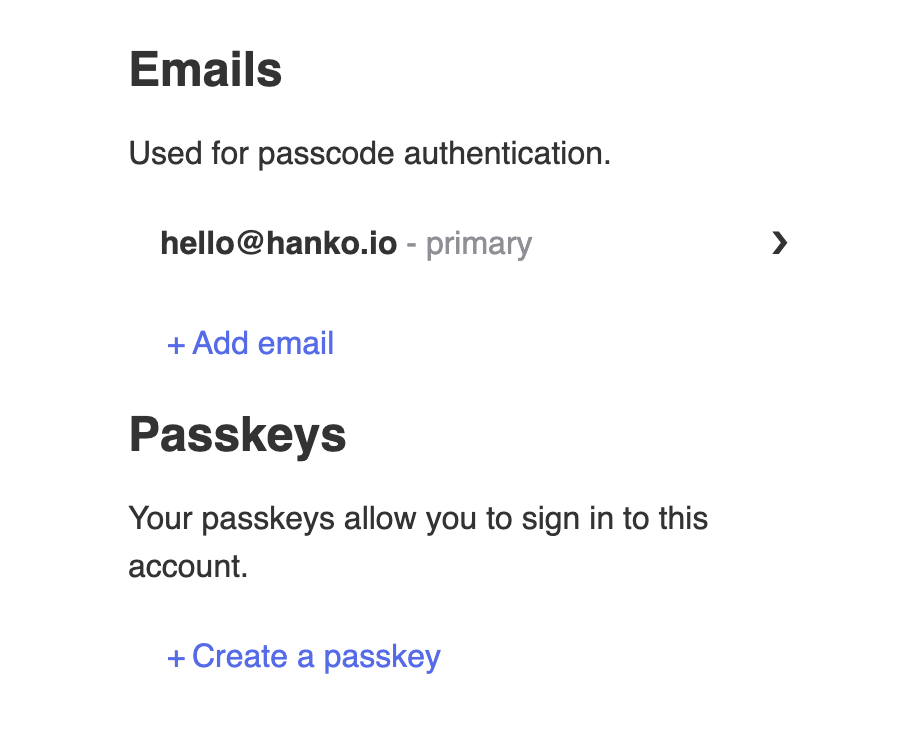 Emails
Used for passcode authentication.
hello@hanko.io - primary
+ Add email
Passkeys
Your passkeys allow you to sign in to this
account.
+ Create a passkey